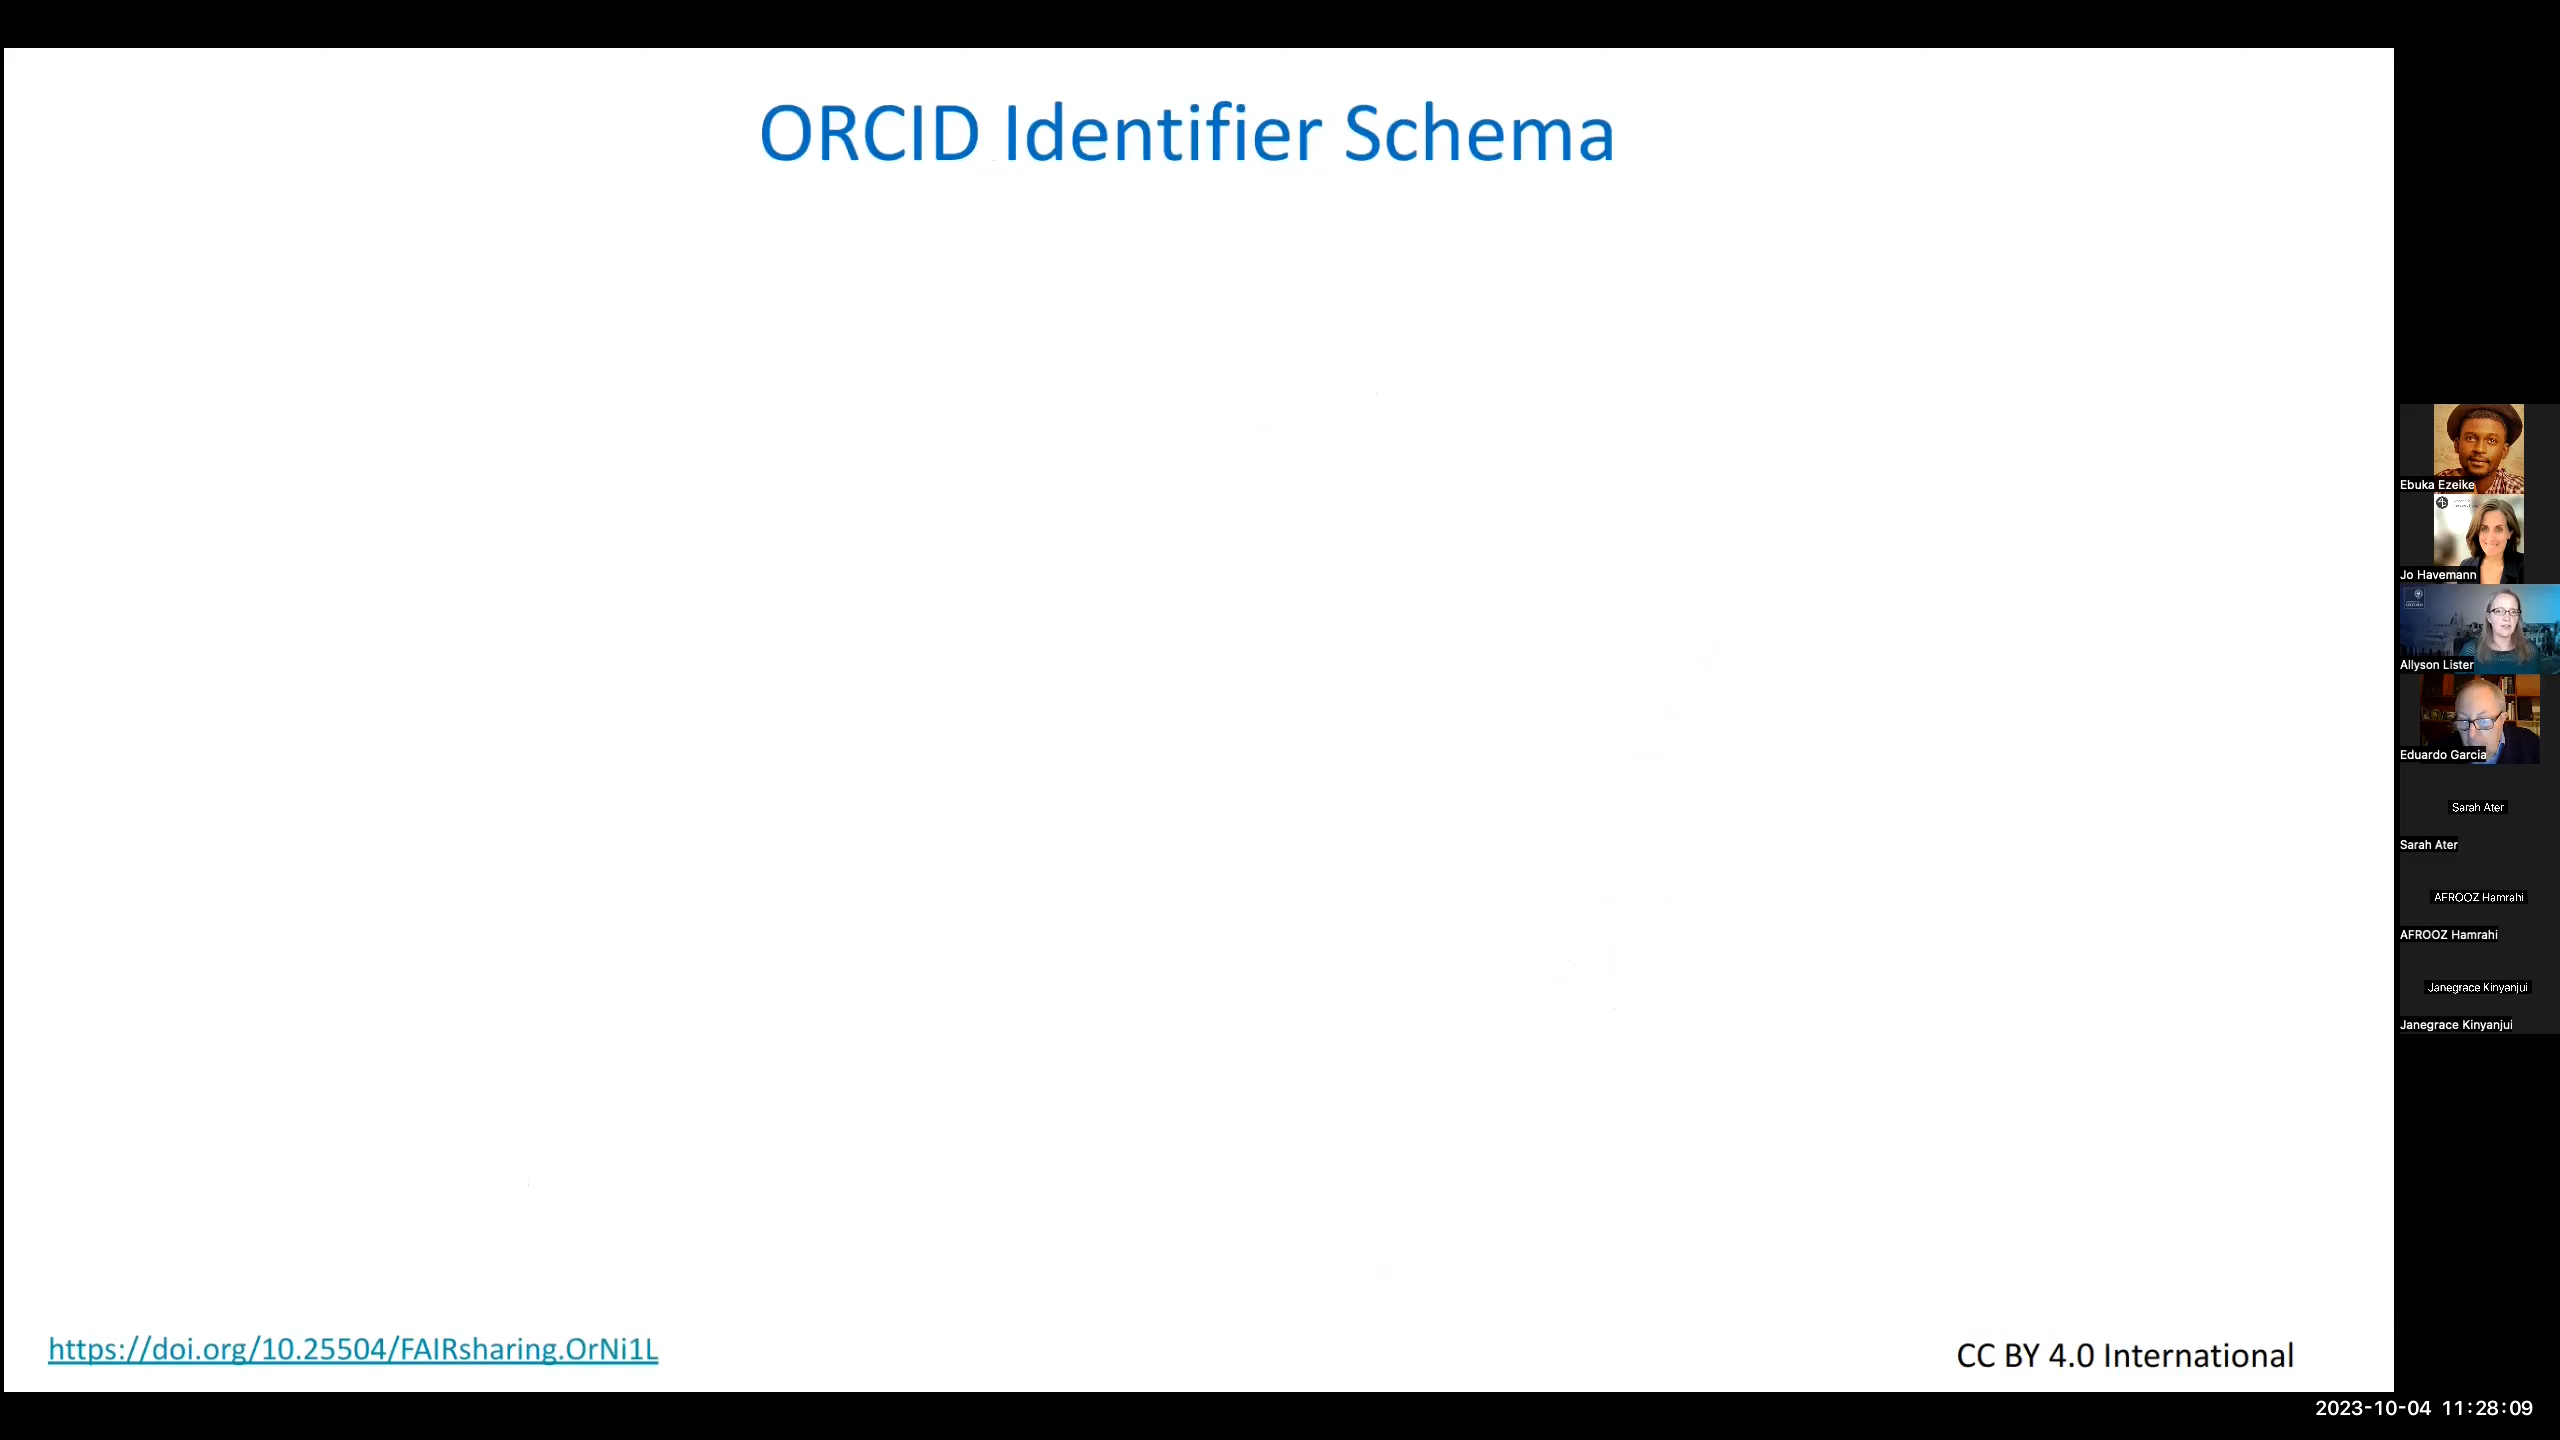 ORCID Identifier Schema
https://doi.org/10.25504/FAIRsharing.OrNi1L
CC BY 4.0 International
Ebuka Ezeike
Jo Havemann
Allyson Lister
Eduardo Garcia
Sarah Ater
Sarah Ater
AFROOZ Hamrahi
AFROOZ Hamrahi
Janegrace Kinyanjui
Janegrace Kinyanjui
2023-10-04 11:28:09